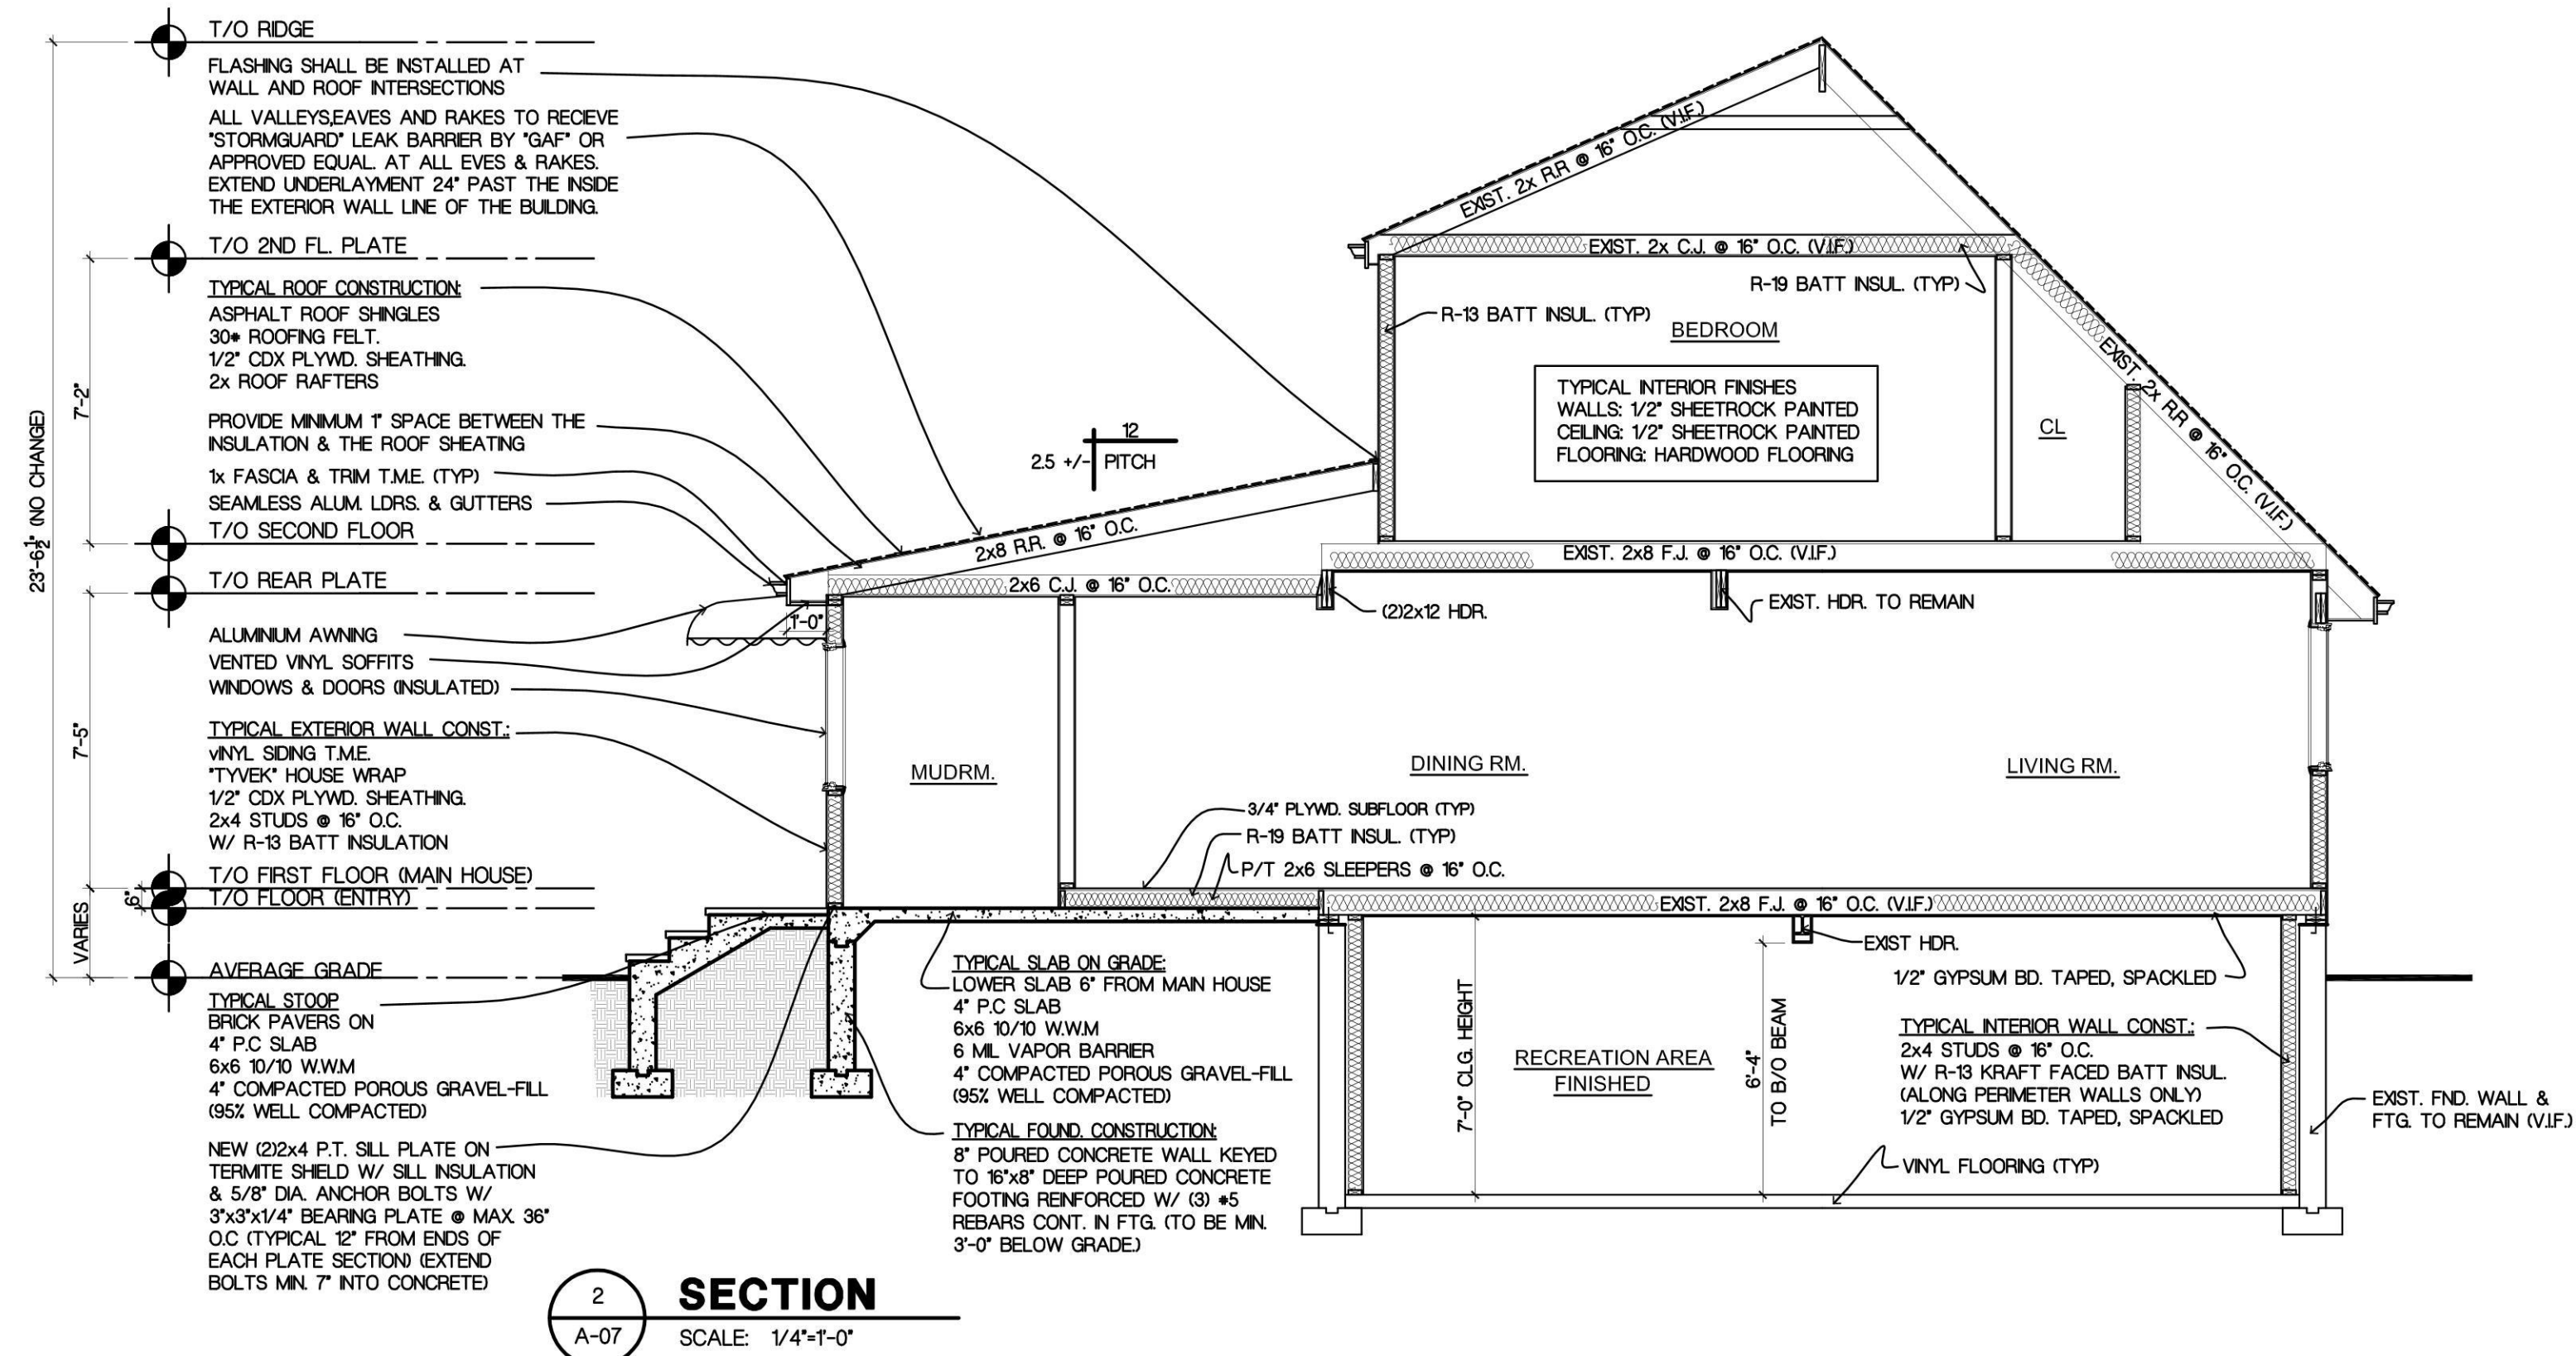 T/O RIDGE
FLASHING SHALL BE INSTALLED AT
WALL AND ROOF INTERSECTIONS
ALL VALLEYS,EAVES AND RAKES TO RECIEVE
"STORMGUARD" LEAK BARRIER BY "GAF" OR
APPROVED EQUAL. AT ALL EVES & RAKES.
EXTEND UNDERLAYMENT 24" PAST THE INSIDE
THE EXTERIOR WALL LINE OF THE BUILDING.
T/O 2ND FL. PLATE
TYPICAL ROOF CONSTRUCTION:
ASPHALT ROOF SHINGLES
30# ROOFING FELT.
1/2" CDX PLYWD. SHEATHING.
2x ROOF RAFTERS
PROVIDE MINIMUM 1" SPACE BETWEEN THE
INSULATION & THE ROOF SHEATING
1x FASCIA & TRIM T.M.E. (TYP)
SEAMLESS ALUM. LDRS. & GUTTERS
T/O SECOND FLOOR
T/O REAR PLATE
ALUMINIUM AWNING
VENTED VINYL SOFFITS
WINDOWS & DOORS (INSULATED)
TYPICAL EXTERIOR WALL CONST.:
vINYL SIDING T.M.E.
"TYVEK" HOUSE WRAP
1/2" CDX PLYWD. SHEATHING.
2x4 STUDS @ 16" O.C.
W/ R-13 BATT INSULATION
T/O FIRST FLOOR (MAIN HOUSE)
T/O FLOOR (ENTRY)
AVERAGE GRADE
TYPICAL STOOP
BRICK PAVERS ON
4" P.C SLAB
6x6 10/10 W.W.M
4" COMPACTED POROUS GRAVEL-FILL
(95% WELL COMPACTED)
NEW (2)2x4 P.T. SILL PLATE ON
TERMITE SHIELD W/ SILL INSULATION
& 5/8" DIA. ANCHOR BOLTS W/
3"x3"x1/4" BEARING PLATE @ MAX. 36"
O.C (TYPICAL 12" FROM ENDS OF
EACH PLATE SECTION) (EXTEND
BOLTS MIN. 7" INTO CONCRETE)
23'-6 1/2" (NO CHANGE)
7'-2"
7'-5"
6"
VARIES
12
2.5 +/- PITCH
1'-0"
EXIST. 2x R.R @ 16" O.C. (V.I.F.)
EXIST. 2x C.J. @ 16" O.C. (V.I.F.)
R-19 BATT INSUL. (TYP)
R-13 BATT INSUL. (TYP)
BEDROOM
TYPICAL INTERIOR FINISHES
WALLS: 1/2" SHEETROCK PAINTED
CEILING: 1/2" SHEETROCK PAINTED
FLOORING: HARDWOOD FLOORING
CL
EXIST. 2x R.R @ 16" O.C. (V.I.F.)
2x8 R.R. @ 16" O.C.
EXIST. 2x8 F.J. @ 16" O.C. (V.I.F.)
2x6 C.J. @ 16" O.C.
(2)2x12 HDR.
EXIST. HDR. TO REMAIN
MUDRM.
DINING RM.
LIVING RM.
3/4" PLYWD. SUBFLOOR (TYP)
R-19 BATT INSUL. (TYP)
P/T 2x6 SLEEPERS @ 16" O.C.
EXIST. 2x8 F.J. @ 16" O.C. (V.I.F.)
EXIST HDR.
1/2" GYPSUM BD. TAPED, SPACKLED
TYPICAL SLAB ON GRADE:
LOWER SLAB 6" FROM MAIN HOUSE
4" P.C SLAB
6x6 10/10 W.W.M
6 MIL VAPOR BARRIER
4" COMPACTED POROUS GRAVEL-FILL
(95% WELL COMPACTED)
TYPICAL FOUND. CONSTRUCTION:
8" POURED CONCRETE WALL KEYED
TO 16"x8" DEEP POURED CONCRETE
FOOTING REINFORCED W/ (3) #5
REBARS CONT. IN FTG. (TO BE MIN.
3'-0" BELOW GRADE.)
7'-0" CLG. HEIGHT
RECREATION AREA
FINISHED
6'-4"
TO B/O BEAM
TYPICAL INTERIOR WALL CONST.:
2x4 STUDS @ 16" O.C.
W/ R-13 KRAFT FACED BATT INSUL.
(ALONG PERIMETER WALLS ONLY)
1/2" GYPSUM BD. TAPED, SPACKLED
VINYL FLOORING (TYP)
EXIST. FND. WALL &
FTG. TO REMAIN (V.I.F.)
2
A-07
SECTION
SCALE: 1/4"=1'-0"